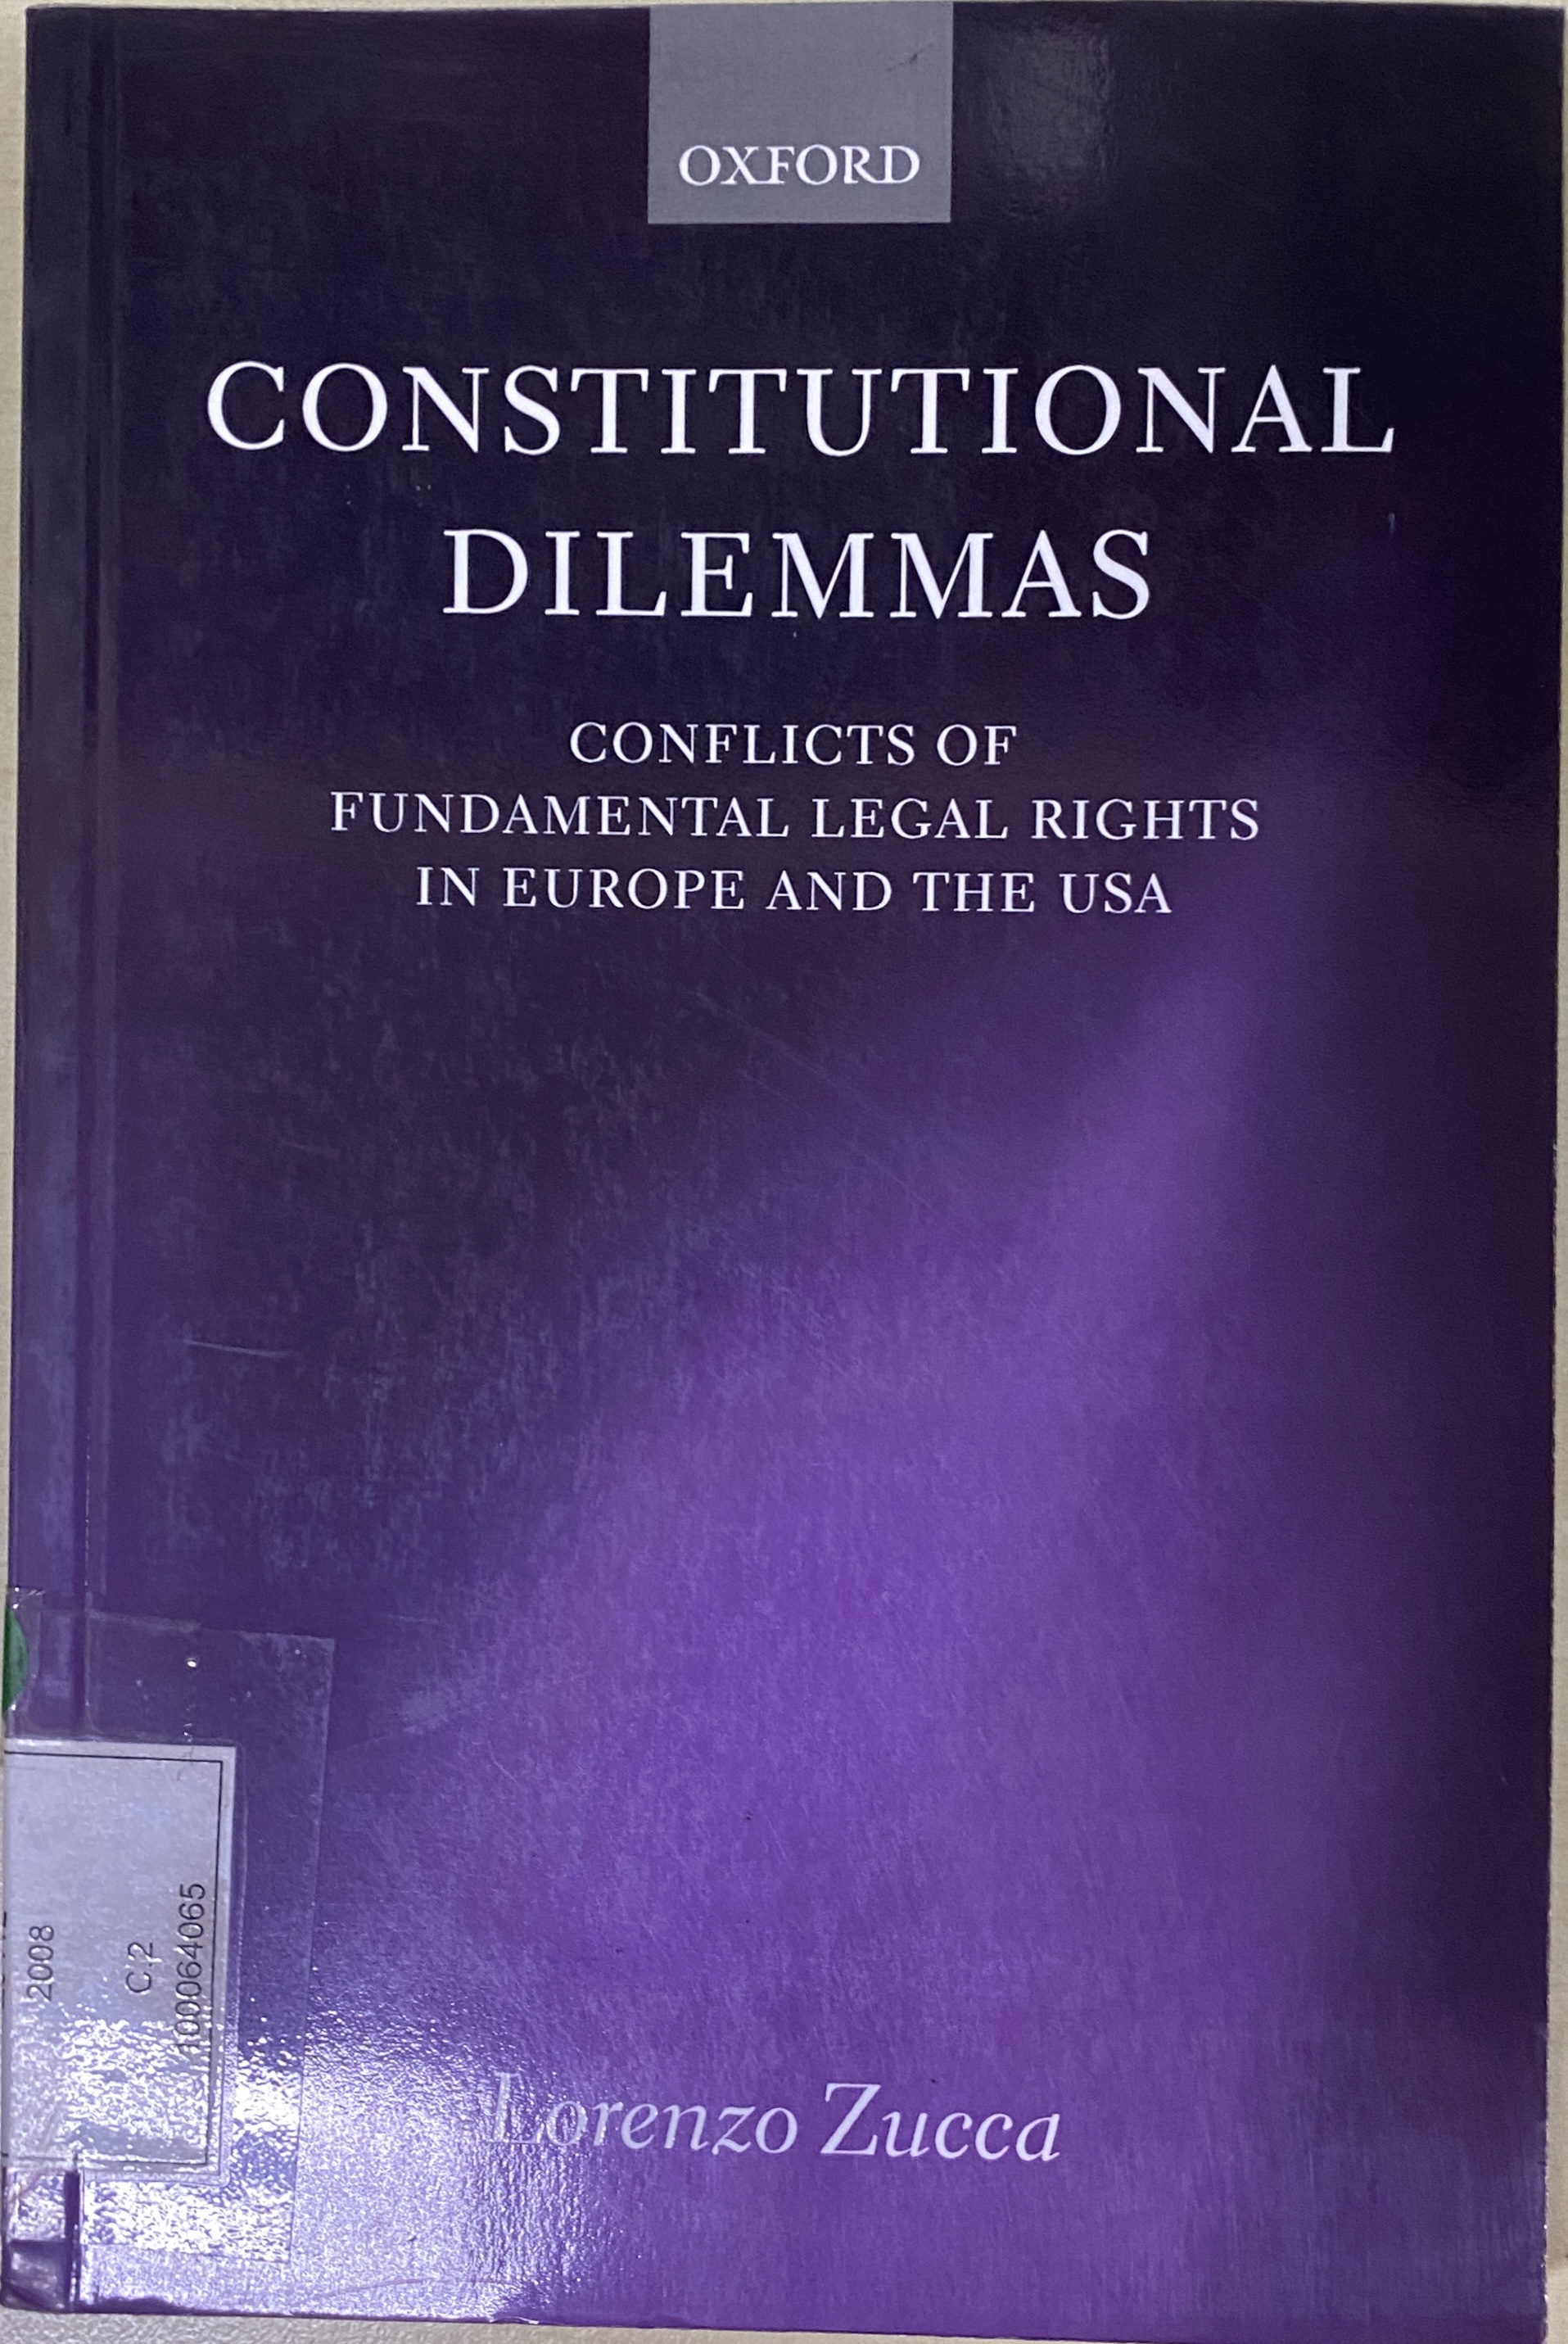 OXFORD
CONSTITUTIONAL
DILEMMAS
CONFLICTS OF
FUNDAMENTAL LEGAL RIGHTS
IN EUROPE AND THE USA
2008
C.2
100064065
Lorenzo Zucca